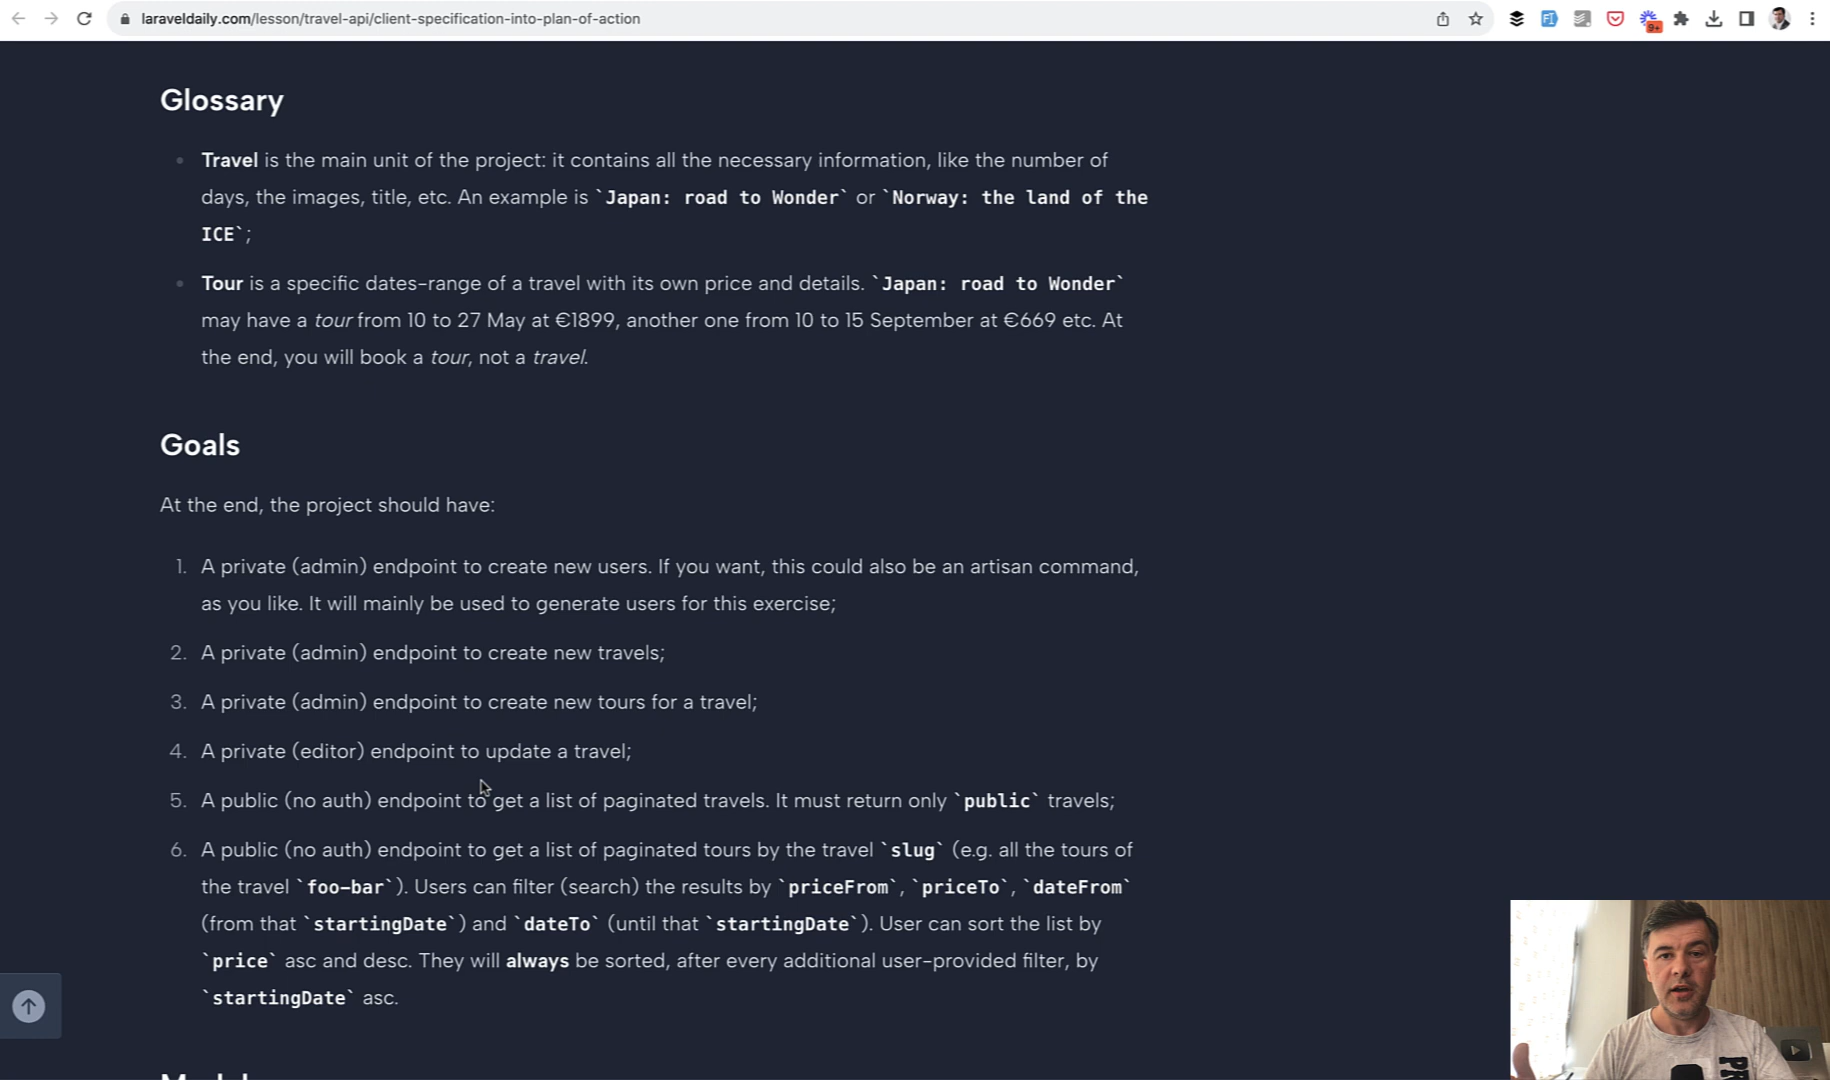 laraveldaily.com/lesson/travel-api/client-specification-into-plan-of-action
9+
Glossary
• Travel is the main unit of the project: it contains all the necessary information, like the number of
days, the images, title, etc. An example is `Japan: road to Wonder` or `Norway: the land of the
ICE`;
• Tour is a specific dates-range of a travel with its own price and details. `Japan: road to Wonder`
may have a tour from 10 to 27 May at €1899, another one from 10 to 15 September at €669 etc. At
the end, you will book a tour, not a travel.
Goals
At the end, the project should have:
1. A private (admin) endpoint to create new users. If you want, this could also be an artisan command,
as you like. It will mainly be used to generate users for this exercise;
2. A private (admin) endpoint to create new travels;
3. A private (admin) endpoint to create new tours for a travel;
4. A private (editor) endpoint to update a travel;
5. A public (no auth) endpoint to get a list of paginated travels. It must return only `public` travels;
6. A public (no auth) endpoint to get a list of paginated tours by the travel `slug` (e.g. all the tours of
the travel `foo-bar`). Users can filter (search) the results by `priceFrom`, `priceTo`, `dateFrom`
(from that `startingDate`) and `dateTo` (until that `startingDate`). User can sort the list by
`price` asc and desc. They will always be sorted, after every additional user-provided filter, by
`startingDate` asc.